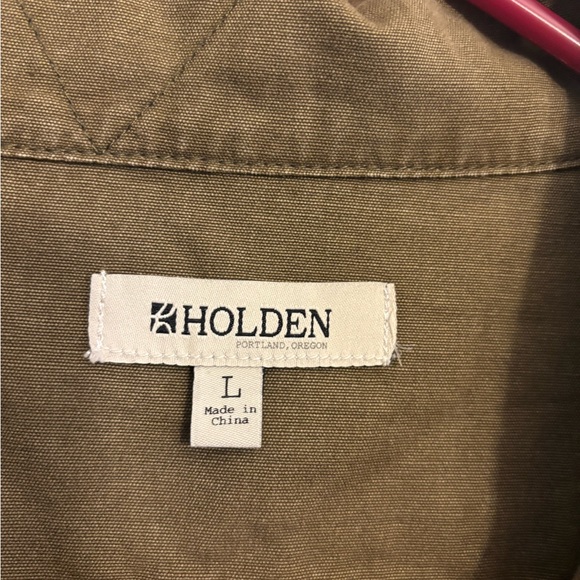 HOLDEN
PORTLAND, OREGON
L
Made in
China